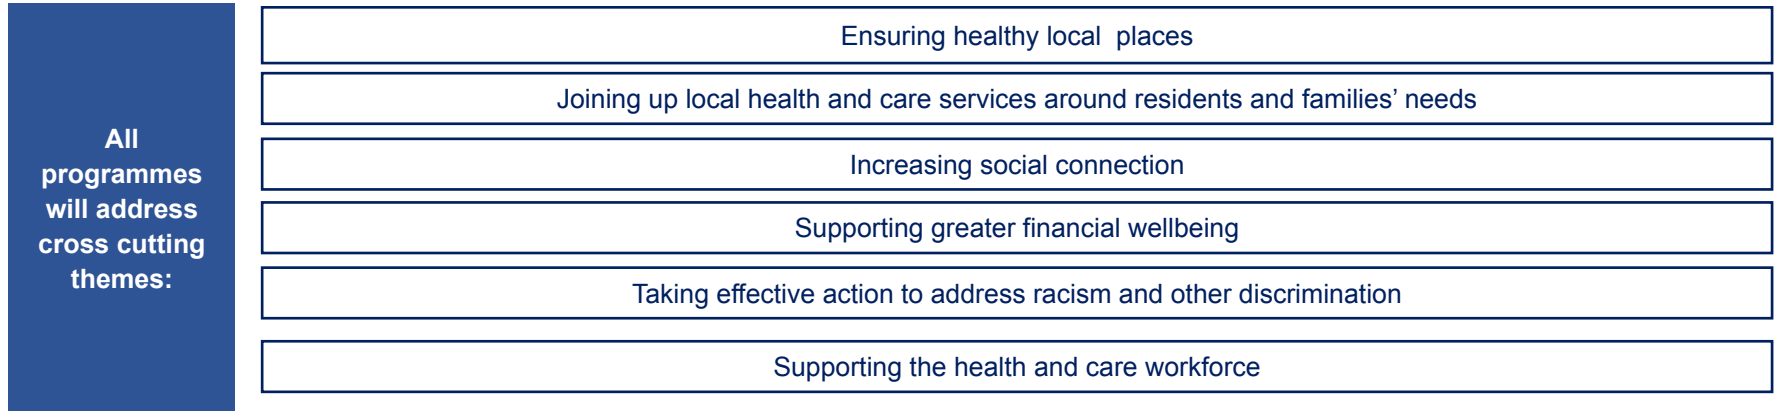 All
programmes
will address
cross cutting
themes:
Ensuring healthy local  places
Joining up local health and care services around residents and families’ needs
Increasing social connection
Supporting greater financial wellbeing
Taking effective action to address racism and other discrimination
Supporting the health and care workforce